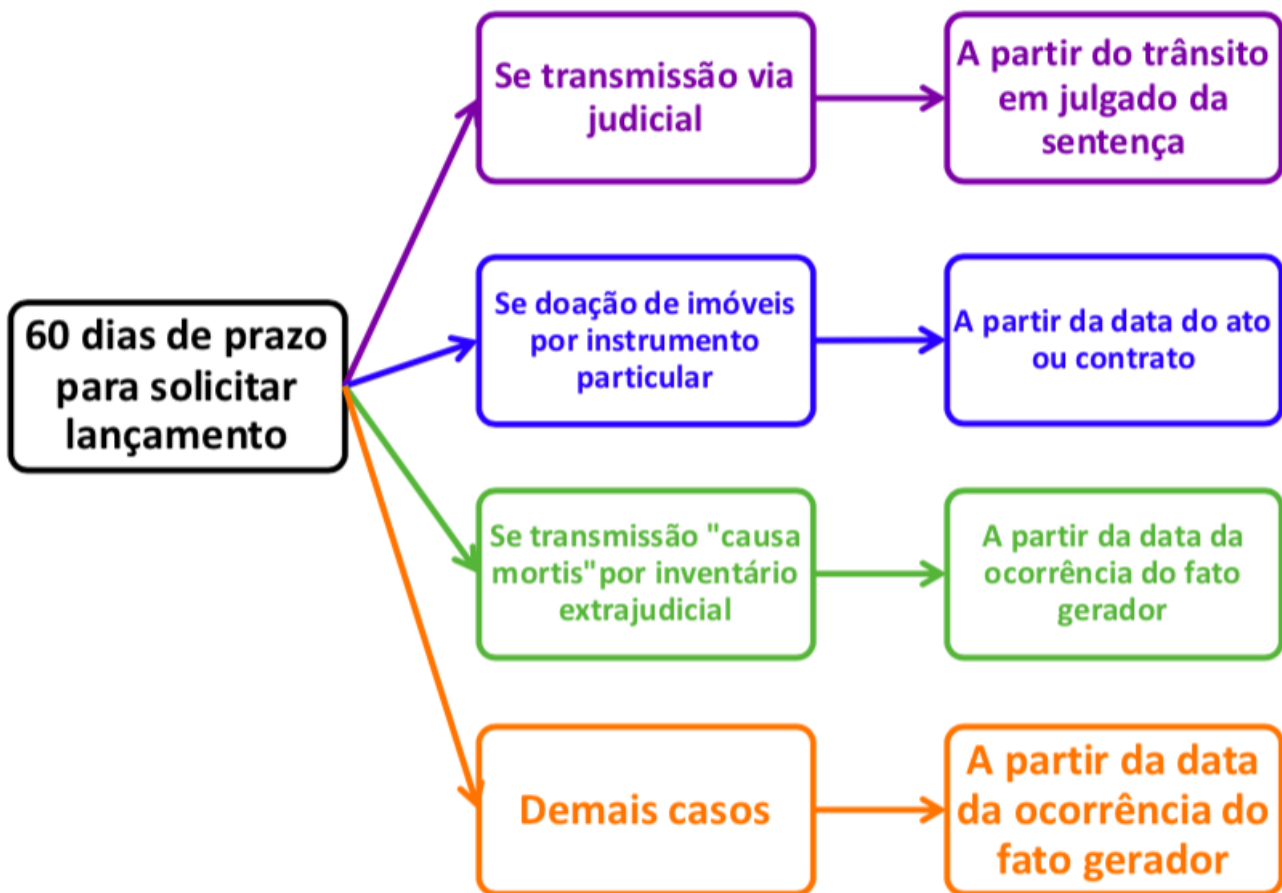 60 dias de prazo
para solicitar
lançamento
Se transmissão via
judicial
A partir do trânsito
em julgado da
sentença
Se doação de imóveis
por instrumento
particular
A partir da data do ato
ou contrato
Se transmissão "causa
mortis"por inventário
extrajudicial
A partir da data da
ocorrência do fato
gerador
Demais casos
A partir da data
da ocorrência do
fato gerador